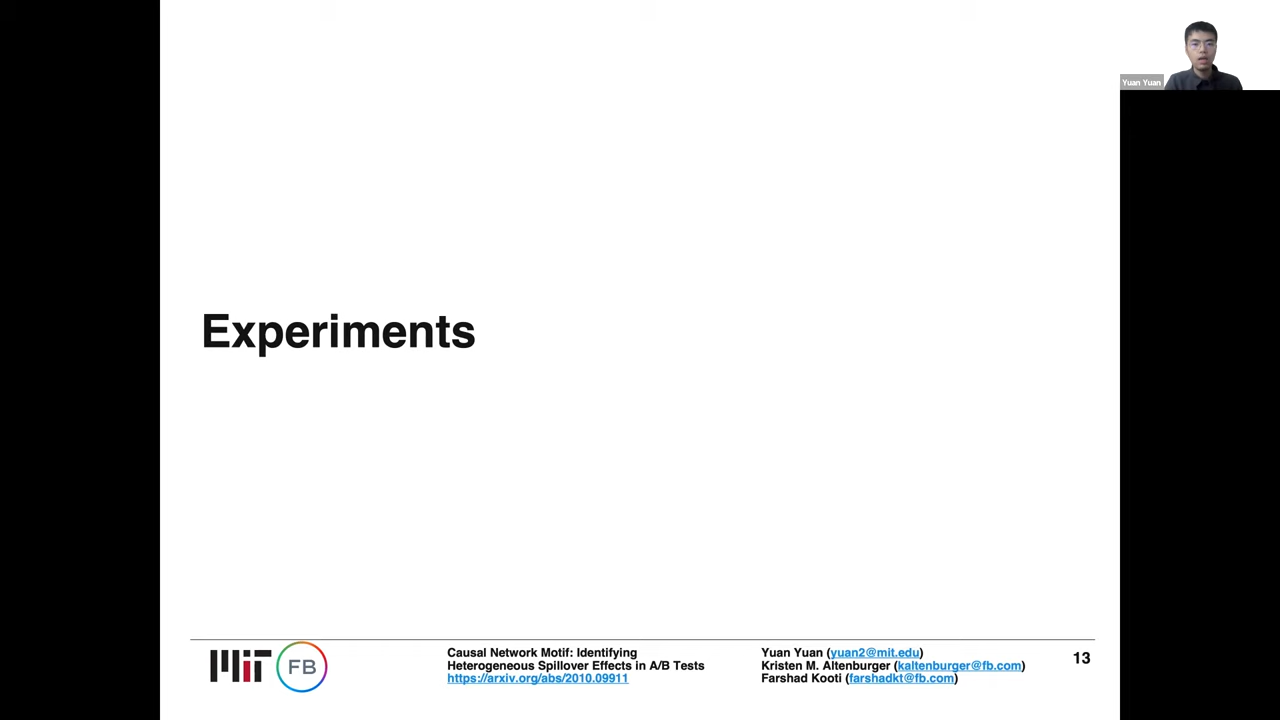 Yuan Yuan
Experiments
MIT
FB
Causal Network Motif: Identifying
Heterogeneous Spillover Effects in A/B Tests
https://arxiv.org/abs/2010.09911
Yuan Yuan (yuan2@mit.edu)
Kristen M. Altenburger (kaltenburger@fb.com)
Farshad Kooti (farshadkt@fb.com)
13